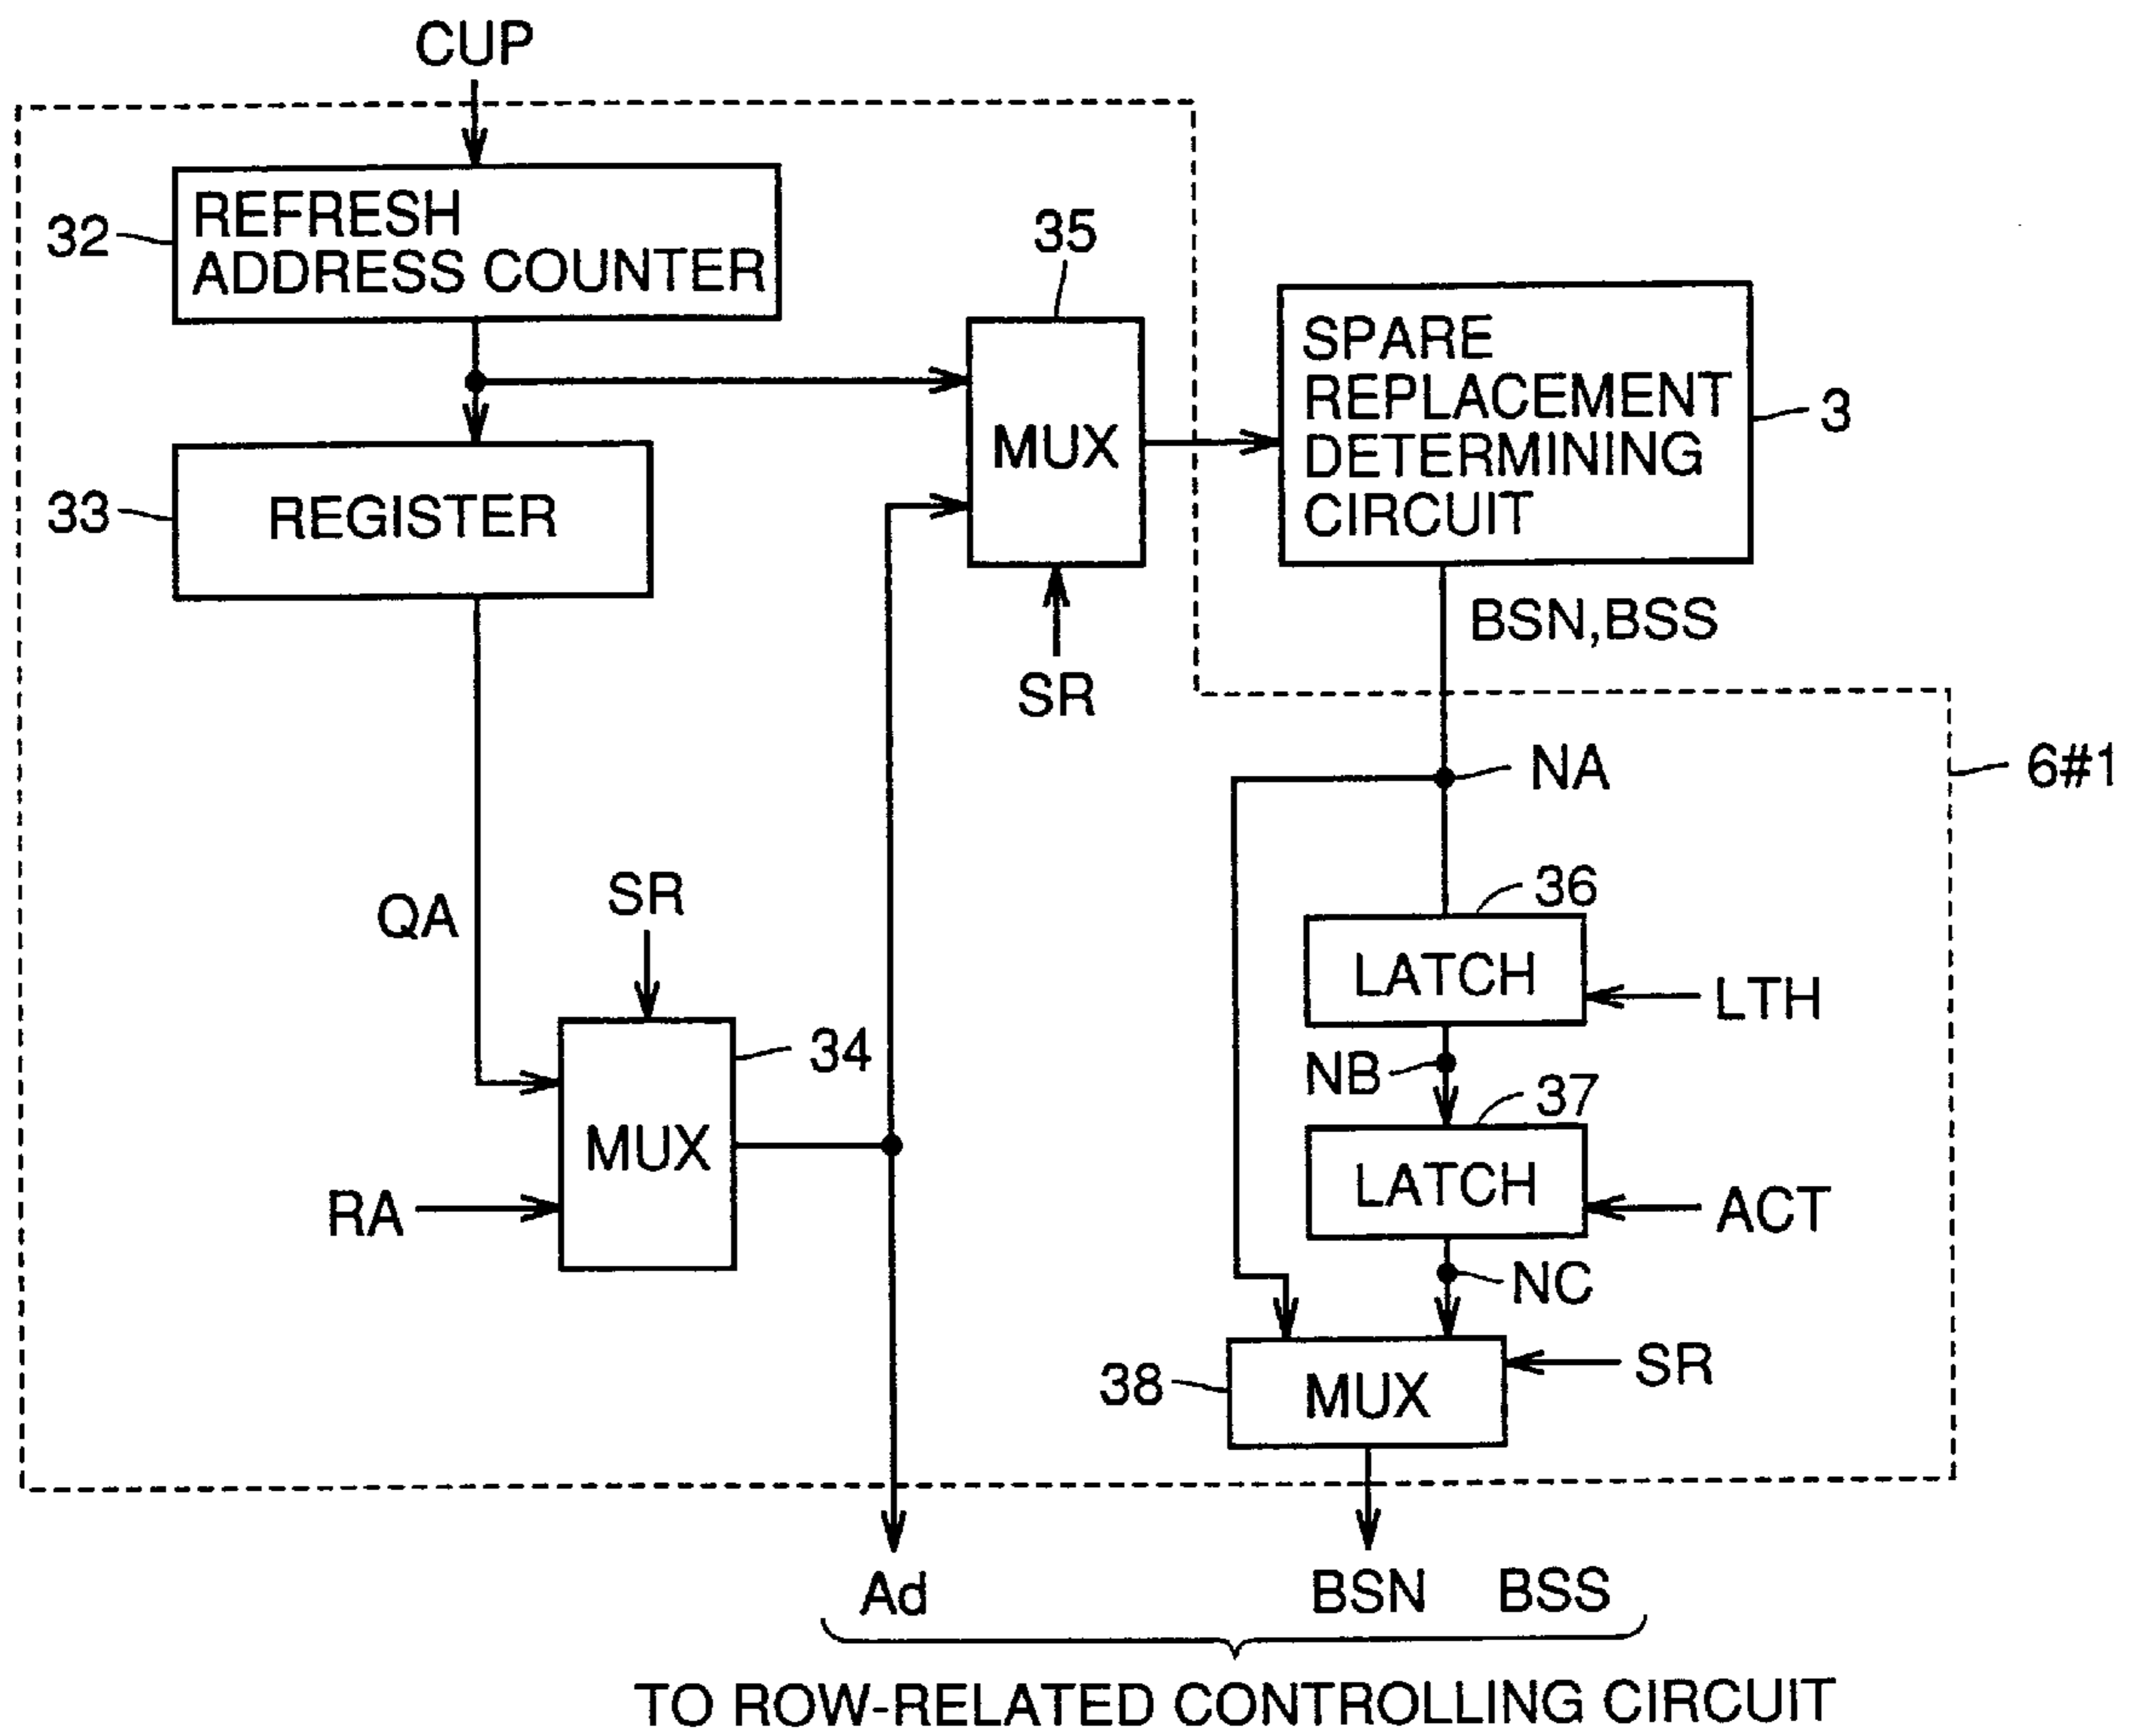 CUP
32
REFRESH
ADDRESS COUNTER
35
MUX
SR
SPARE
REPLACEMENT
DETERMINING
CIRCUIT
3
33
REGISTER
BSN,BSS
NA
6#1
QA
SR
34
MUX
RA
36
LATCH
LTH
NB
37
LATCH
ACT
NC
38
MUX
SR
Ad
BSN
BSS
TO ROW-RELATED CONTROLLING CIRCUIT